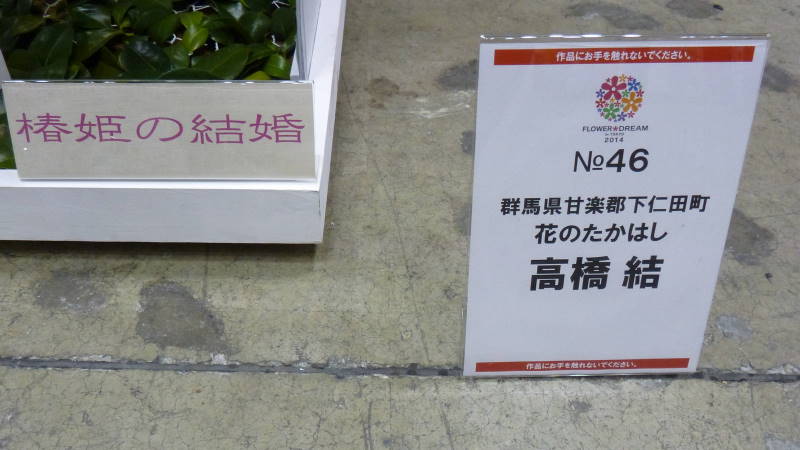 椿姫の結婚
作品にお手を触れないでください。
FLOWER★DREAM
in TOKYO
2014
№46
群馬県甘楽郡下仁田町
花のたかはし
高橋 結
作品にお手を触れないでください。